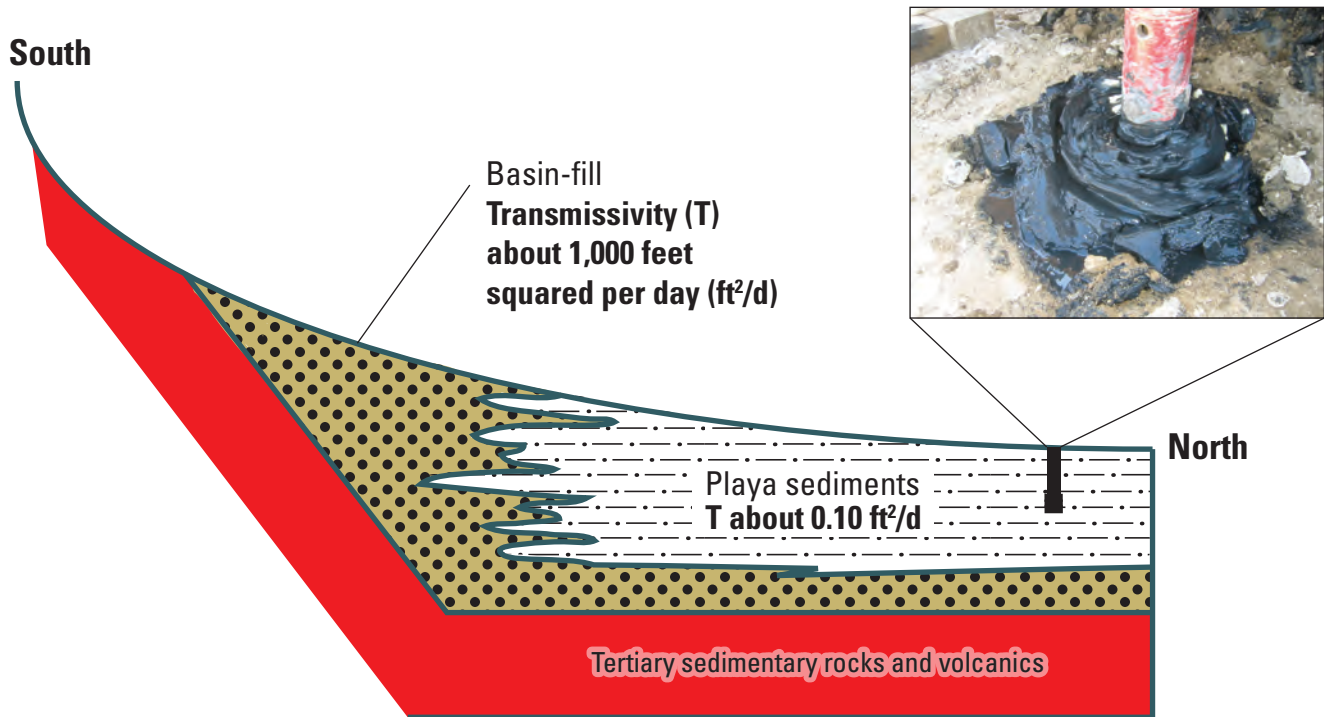 South
Basin-fill
Transmissivity (T)
about 1,000 feet
squared per day (ft²/d)
North
Playa sediments
T about 0.10 ft²/d
Tertiary sedimentary rocks and volcanics